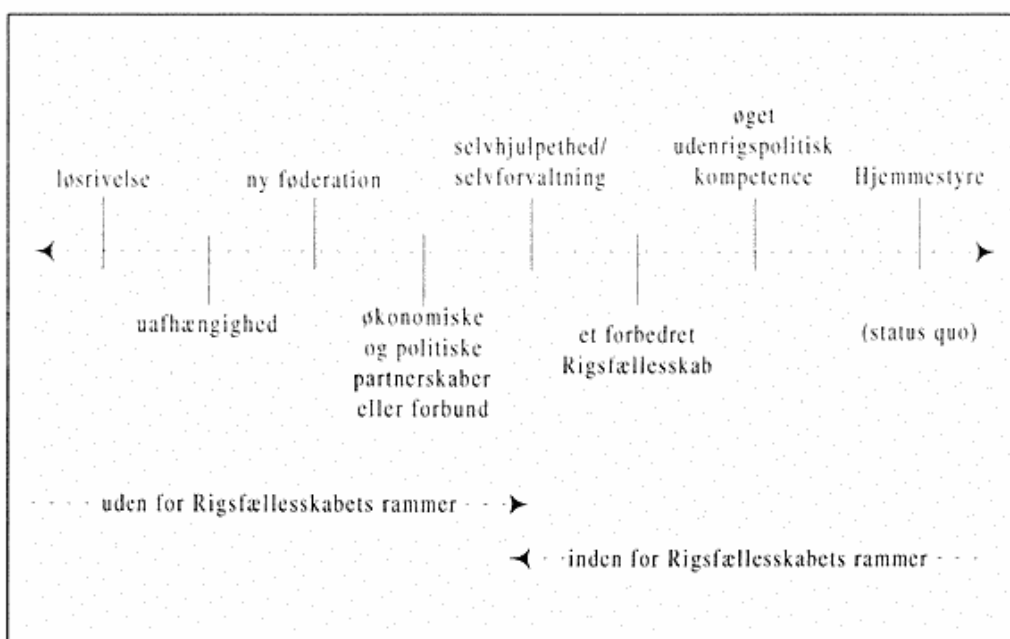 løsrivelse
ny føderation
selvhjulpethed/
selvforvaltning
øget
udenrigspolitisk
kompetence
Hjemmestyre
uafhængighed
økonomiske
og politiske
partnerskaber
eller forbund
et forbedret
Rigsfællesskab
(status quo)
uden for Rigsfællesskabets rammer
inden for Rigsfællesskabets rammer